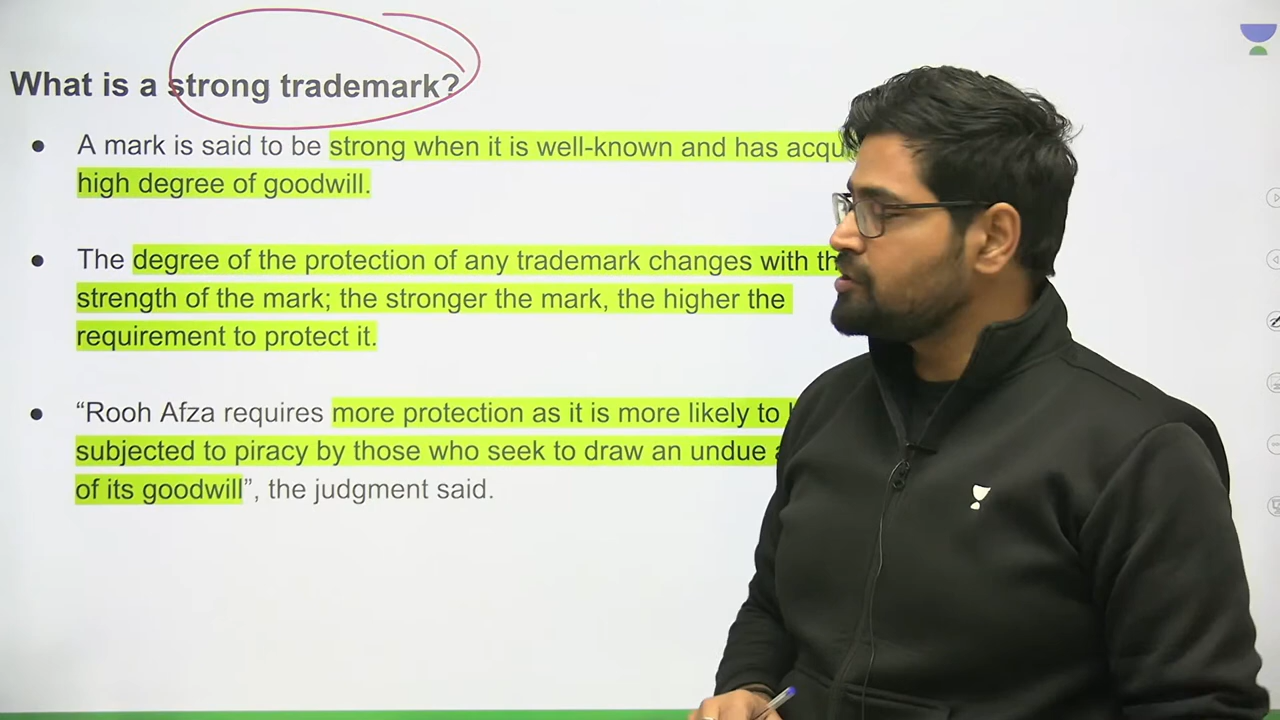 What is a strong trademark?
● A mark is said to be strong when it is well-known and has
high degree of goodwill.
● The degree of the protection of any trademark changes with
strength of the mark; the stronger the mark, the higher the
requirement to protect it.
● “Rooh Afza requires more protection as it is more likely to
subjected to piracy by those who seek to draw an undue
of its goodwill”, the judgment said.